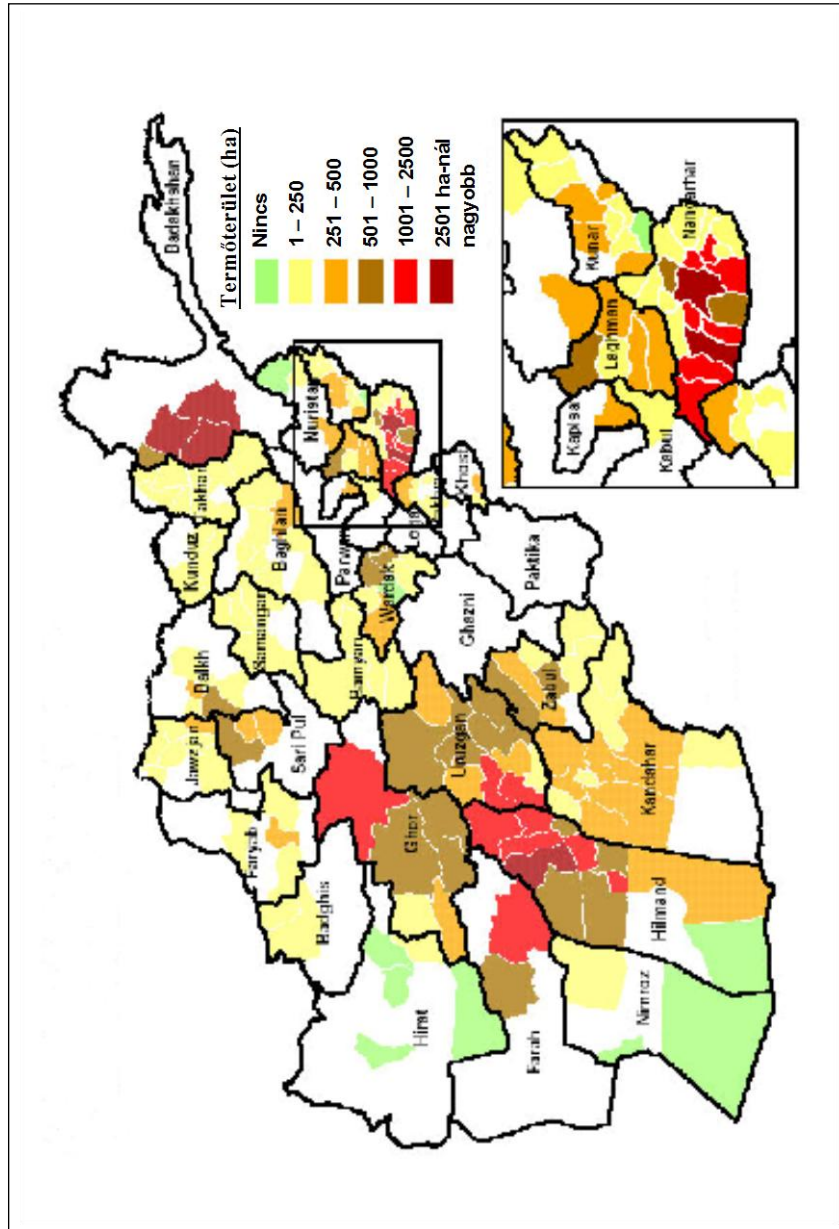 Termőterület (ha)
Nincs
1 – 250
251 – 500
501 – 1000
1001 – 2500
2501 ha-nál
nagyobb
Badakhshan
Takhar
Kunduz
Baghlan
Samangan
Balkh
Jawzjan
Sari Pul
Faryab
Badghis
Hirat
Ghor
Farah
Nimroz
Hilmand
Kandahar
Uruzgan
Zabul
Ghazni
Paktika
Bamyan
Wardak
Parwan
Logar
Khost
Nuristan
Kunar
Laghman
Kapisa
Kabul
Nangarhar